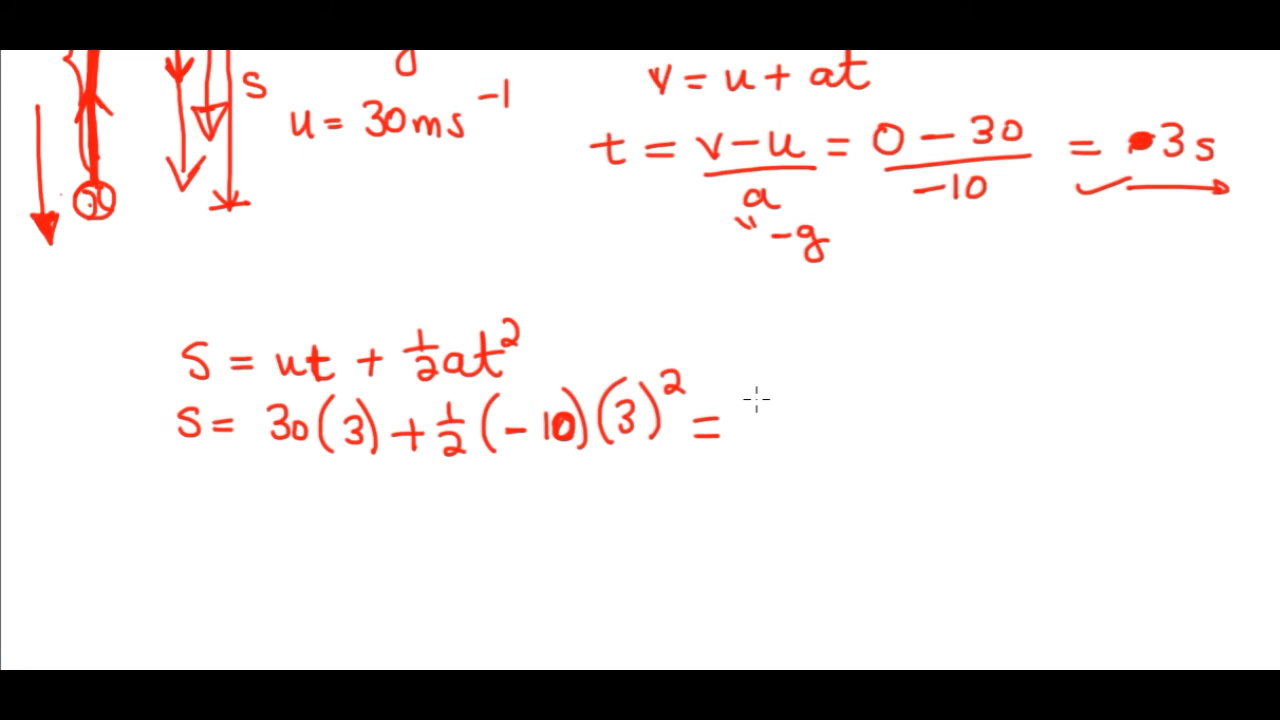 g
s
u = 30ms⁻¹
v = u + at
t = v - u / a = 0 - 30 / -10 = 3s
-g
S = ut + ½at²
S = 30(3) + ½(-10)(3)² =